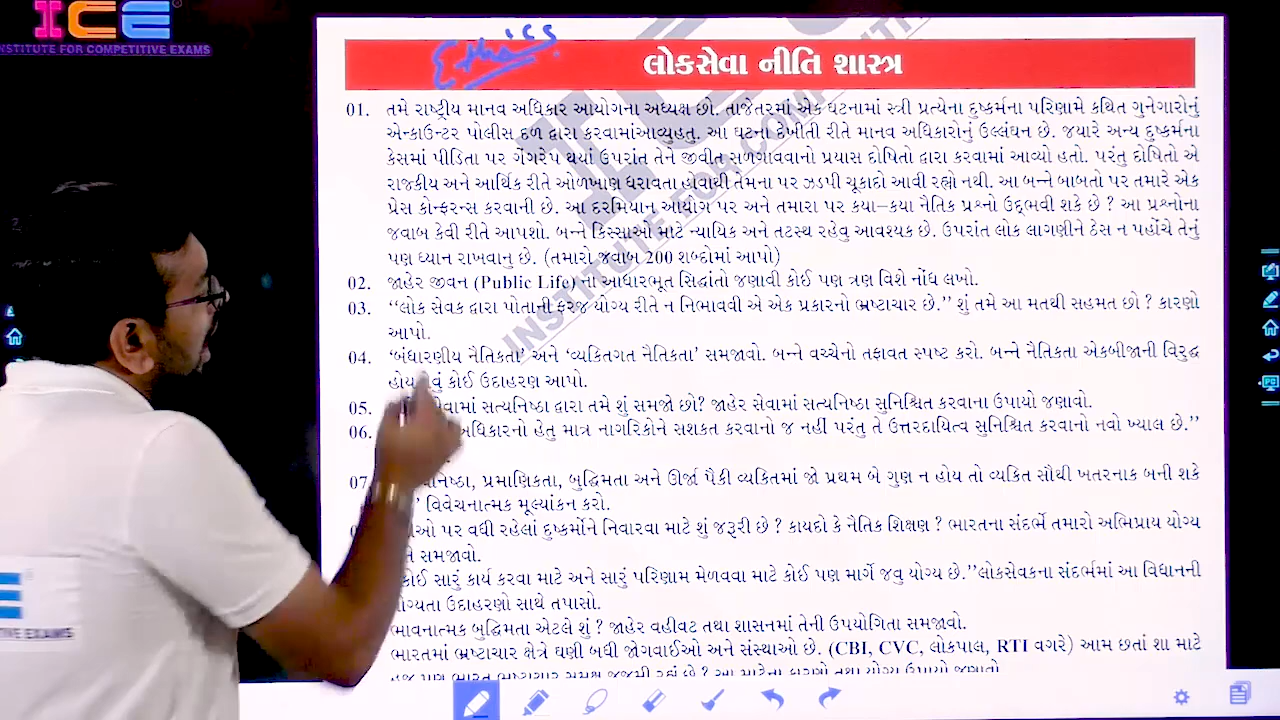 ICE
INSTITUTE FOR COMPETITIVE EXAMS
Ethics
લોકસેવા નીતિ શાસ્ત્ર
01. તમે રાષ્ટ્રીય માનવ અધિકાર આયોગના અધ્યક્ષ છો. તાજેતરમાં એક ઘટનામાં સ્ત્રી પ્રત્યેના દુષ્કર્મના પરિણામે કથિત ગુનેગારોનું
એન્કાઉન્ટર પોલીસ દળ દ્વારા કરવામાંઆવ્યુહતુ. આ ઘટના દેખીતી રીતે માનવ અધિકારોનું ઉલ્લંઘન છે. જયારે અન્ય દુષ્કર્મના
કેસમાં પીડિતા પર ગેંગરેપ થયાં ઉપરાંત તેને જીવીત સળગાવવાનો પ્રયાસ દોષિતો દ્વારા કરવામાં આવ્યો હતો. પરંતુ દોષિતો એ
રાજકીય અને આર્થિક રીતે ઓળખાણ ધરાવતા હોવાથી તેમના પર ઝડપી ચૂકાદો આવી રહ્યો નથી. આ બન્ને બાબતો પર તમારે એક
પ્રેસ કોન્ફરન્સ કરવાની છે. આ દરમિયાન આયોગ પર અને તમારા પર કયા–કયા નૈતિક પ્રશ્નો ઉદ્ભવી શકે છે ? આ પ્રશ્નોના
જવાબ કેવી રીતે આપશો. બન્ને કિસ્સાઓ માટે ન્યાયિક અને તટસ્થ રહેવુ આવશ્યક છે. ઉપરાંત લોક લાગણીને ઠેસ ન પહોંચે તેનું
પણ ધ્યાન રાખવાનુ છે. (તમારો જવાબ 200 શબ્દોમાં આપો)
02. જાહેર જીવન (Public Life) ના આધારભૂત સિદ્ધાંતો જણાવી કોઈ પણ ત્રણ વિશે નોંધ લખો.
03. ‘‘લોક સેવક દ્વારા પોતાની ફરજ યોગ્ય રીતે ન નિભાવવી એ એક પ્રકારનો ભ્રષ્ટાચાર છે.’’ શું તમે આ મતથી સહમત છો ? કારણો
આપો.
04. ‘બંધારણીય નૈતિકતા’ અને ‘વ્યકિતગત નૈતિકતા’ સમજાવો. બન્ને વચ્ચેનો તફાવત સ્પષ્ટ કરો. બન્ને નૈતિકતા એકબીજાની વિરુદ્ધ
હોય વું કોઈ ઉદાહરણ આપો.
05. સેવામાં સત્યનિષ્ઠા દ્વારા તમે શું સમજો છો? જાહેર સેવામાં સત્યનિષ્ઠા સુનિશ્ચિત કરવાના ઉપાયો જણાવો.
06. અધિકારનો હેતુ માત્ર નાગરિકોને સશકત કરવાનો જ નહીં પરંતુ તે ઉત્તરદાયિત્વ સુનિશ્ચિત કરવાનો નવો ખ્યાલ છે.’’
07 નિષ્ઠા, પ્રમાણિકતા, બુદ્ધિમતા અને ઊર્જા પૈકી વ્યકિતમાં જો પ્રથમ બે ગુણ ન હોય તો વ્યકિત સૌથી ખતરનાક બની શકે
’ વિવેચનાત્મક મૂલ્યાંકન કરો.
ઓ પર વધી રહેલાં દુષ્કર્મોને નિવારવા માટે શું જરૂરી છે ? કાયદો કે નૈતિક શિક્ષણ ? ભારતના સંદર્ભે તમારો અભિપ્રાય યોગ્ય
સમજાવો.
કોઈ સારું કાર્ય કરવા માટે અને સારું પરિણામ મેળવવા માટે કોઈ પણ માર્ગે જવુ યોગ્ય છે.’’લોકસેવકના સંદર્ભમાં આ વિધાનની
યોગ્યતા ઉદાહરણો સાથે તપાસો.
ભાવનાત્મક બુદ્ધિમતા એટલે શું ? જાહેર વહીવટ તથા શાસનમાં તેની ઉપયોગિતા સમજાવો.
ભારતમાં ભ્રષ્ટાચાર ક્ષેત્રે ઘણી બધી જોગવાઈઓ અને સંસ્થાઓ છે. (CBI, CVC, લોકપાલ, RTI વગરે) આમ છતાં શા માટે